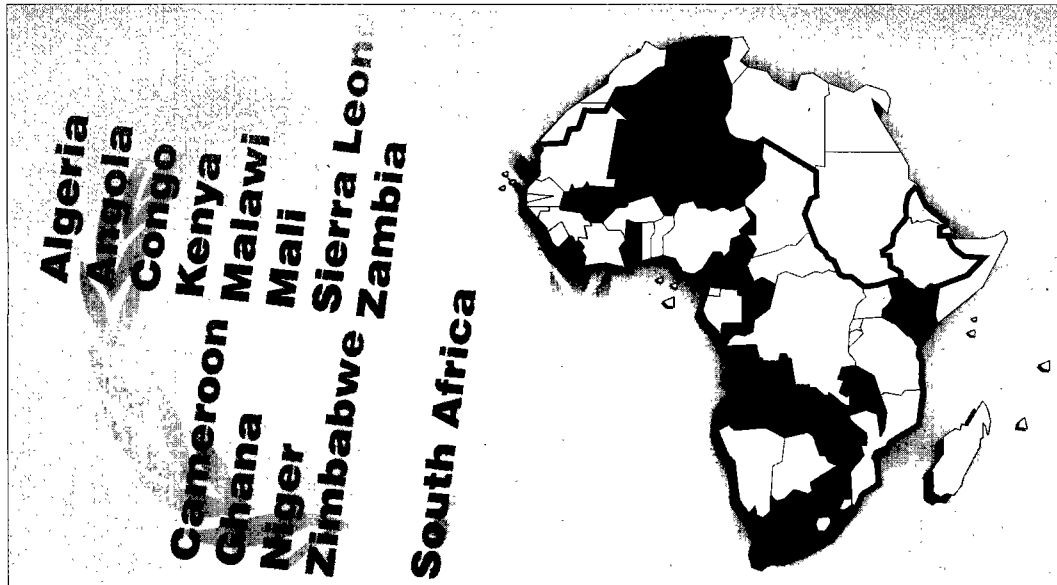 Algeria
Angola
Congo
Cameroon Kenya
Ghana Malawi
Niger Mali
Zimbabwe Sierra Leon
Zambia
South Africa